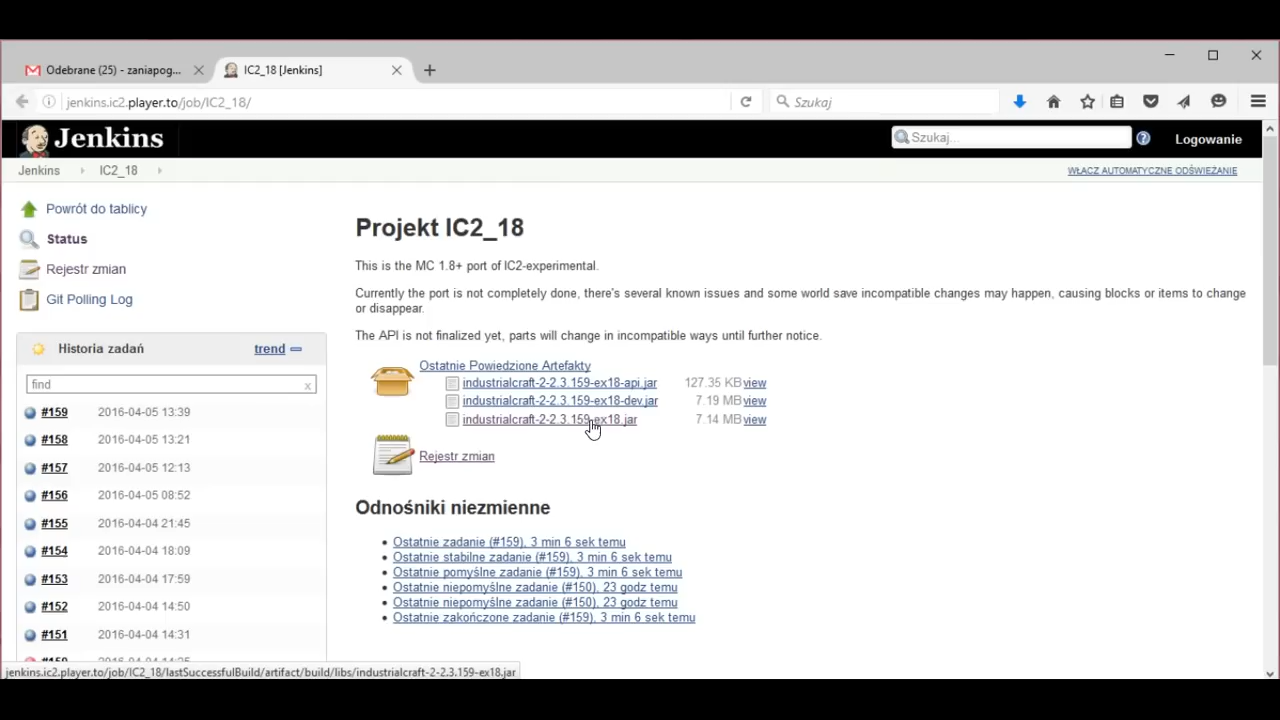 Odebrane (25) - zaniapog...
IC2_18 [Jenkins]
jenkins.ic2.player.to/job/IC2_18/
Szukaj
Jenkins
Szukaj...
Logowanie
Jenkins
IC2_18
WŁĄCZ AUTOMATYCZNE ODŚWIEŻANIE
Powrót do tablicy
Status
Rejestr zmian
Git Polling Log
Historia zadań
trend
find
x
#159 2016-04-05 13:39
#158 2016-04-05 13:21
#157 2016-04-05 12:13
#156 2016-04-05 08:52
#155 2016-04-04 21:45
#154 2016-04-04 18:09
#153 2016-04-04 17:59
#152 2016-04-04 14:50
#151 2016-04-04 14:31
Projekt IC2_18
This is the MC 1.8+ port of IC2-experimental.
Currently the port is not completely done, there's several known issues and some world save incompatible changes may happen, causing blocks or items to change
or disappear.
The API is not finalized yet, parts will change in incompatible ways until further notice.
Ostatnie Powiedzione Artefakty
industrialcraft-2-2.3.159-ex18-api.jar 127.35 KB view
industrialcraft-2-2.3.159-ex18-dev.jar 7.19 MB view
industrialcraft-2-2.3.159-ex18.jar 7.14 MB view
Rejestr zmian
Odnośniki niezmienne
Ostatnie zadanie (#159), 3 min 6 sek temu
Ostatnie stabilne zadanie (#159), 3 min 6 sek temu
Ostatnie pomyślne zadanie (#159), 3 min 6 sek temu
Ostatnie niepomyślne zadanie (#150), 23 godz temu
Ostatnie niepomyślne zadanie (#150), 23 godz temu
Ostatnie zakończone zadanie (#159), 3 min 6 sek temu
jenkins.ic2.player.to/job/IC2_18/lastSuccessfulBuild/artifact/build/libs/industrialcraft-2-2.3.159-ex18.jar